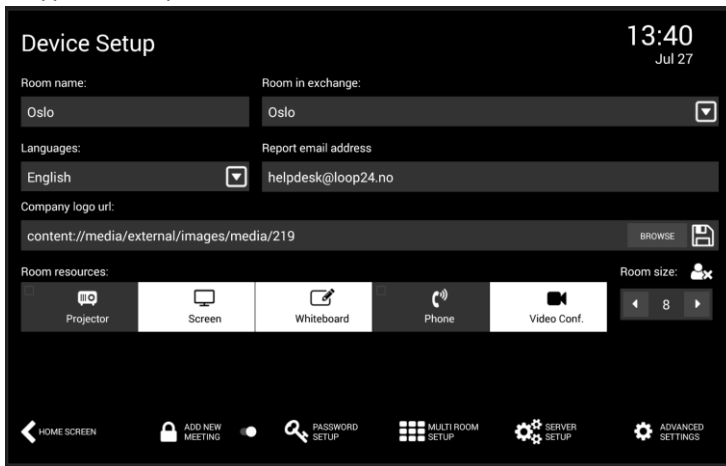 Device Setup
13:40
Jul 27
Room name:
Room in exchange:
Oslo
Oslo
Languages:
Report email address
English
helpdesk@loop24.no
Company logo url:
content://media/external/images/media/219
BROWSE
Room resources:
Room size:
Projector
Screen
Whiteboard
Phone
Video Conf.
8
HOME SCREEN
ADD NEW
MEETING
PASSWORD
SETUP
MULTI ROOM
SETUP
SERVER
SETUP
ADVANCED
SETTINGS